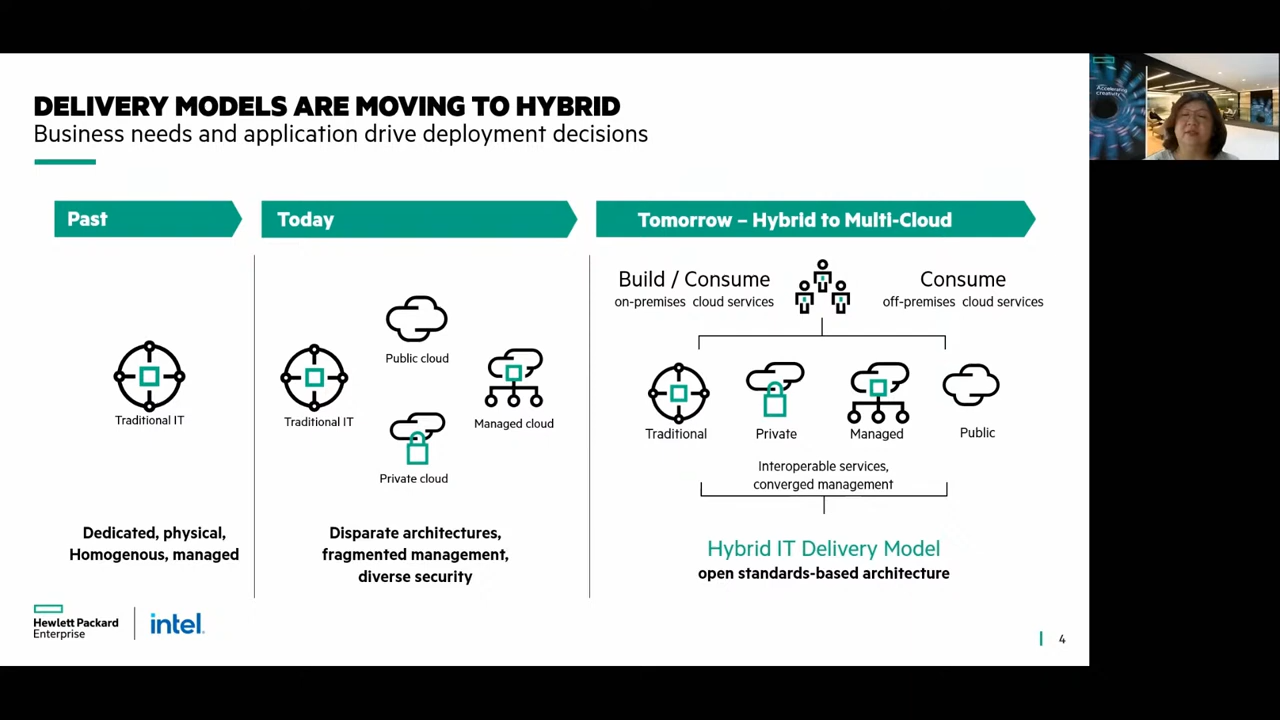 DELIVERY MODELS ARE MOVING TO HYBRID
Business needs and application drive deployment decisions
Past
Traditional IT
Dedicated, physical,
Homogenous, managed
Today
Public cloud
Traditional IT
Managed cloud
Private cloud
Disparate architectures,
fragmented management,
diverse security
Tomorrow – Hybrid to Multi-Cloud
Build / Consume
on-premises cloud services
Consume
off-premises cloud services
Traditional
Private
Managed
Public
Interoperable services,
converged management
Hybrid IT Delivery Model
open standards-based architecture
Hewlett Packard
Enterprise
intel.
4
Accelerating
creativity